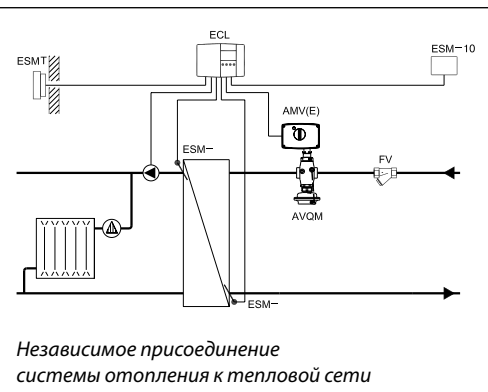 ECL
ESMT
ESM-10
AMV(E)
ESM-
FV
AVQM
ESM-
Независимое присоединение
системы отопления к тепловой сети